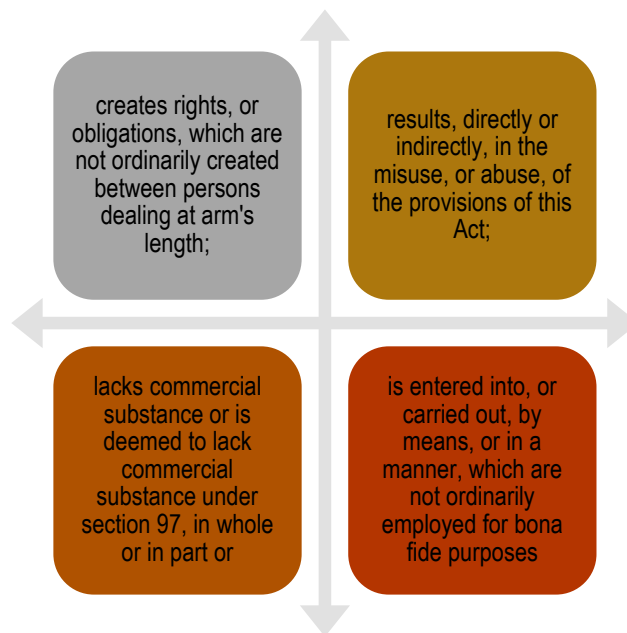 creates rights, or
obligations, which are
not ordinarily created
between persons
dealing at arm's
length;
results, directly or
indirectly, in the
misuse, or abuse, of
the provisions of this
Act;
lacks commercial
substance or is
deemed to lack
commercial
substance under
section 97, in whole
or in part or
is entered into, or
carried out, by
means, or in a
manner, which are
not ordinarily
employed for bona
fide purposes